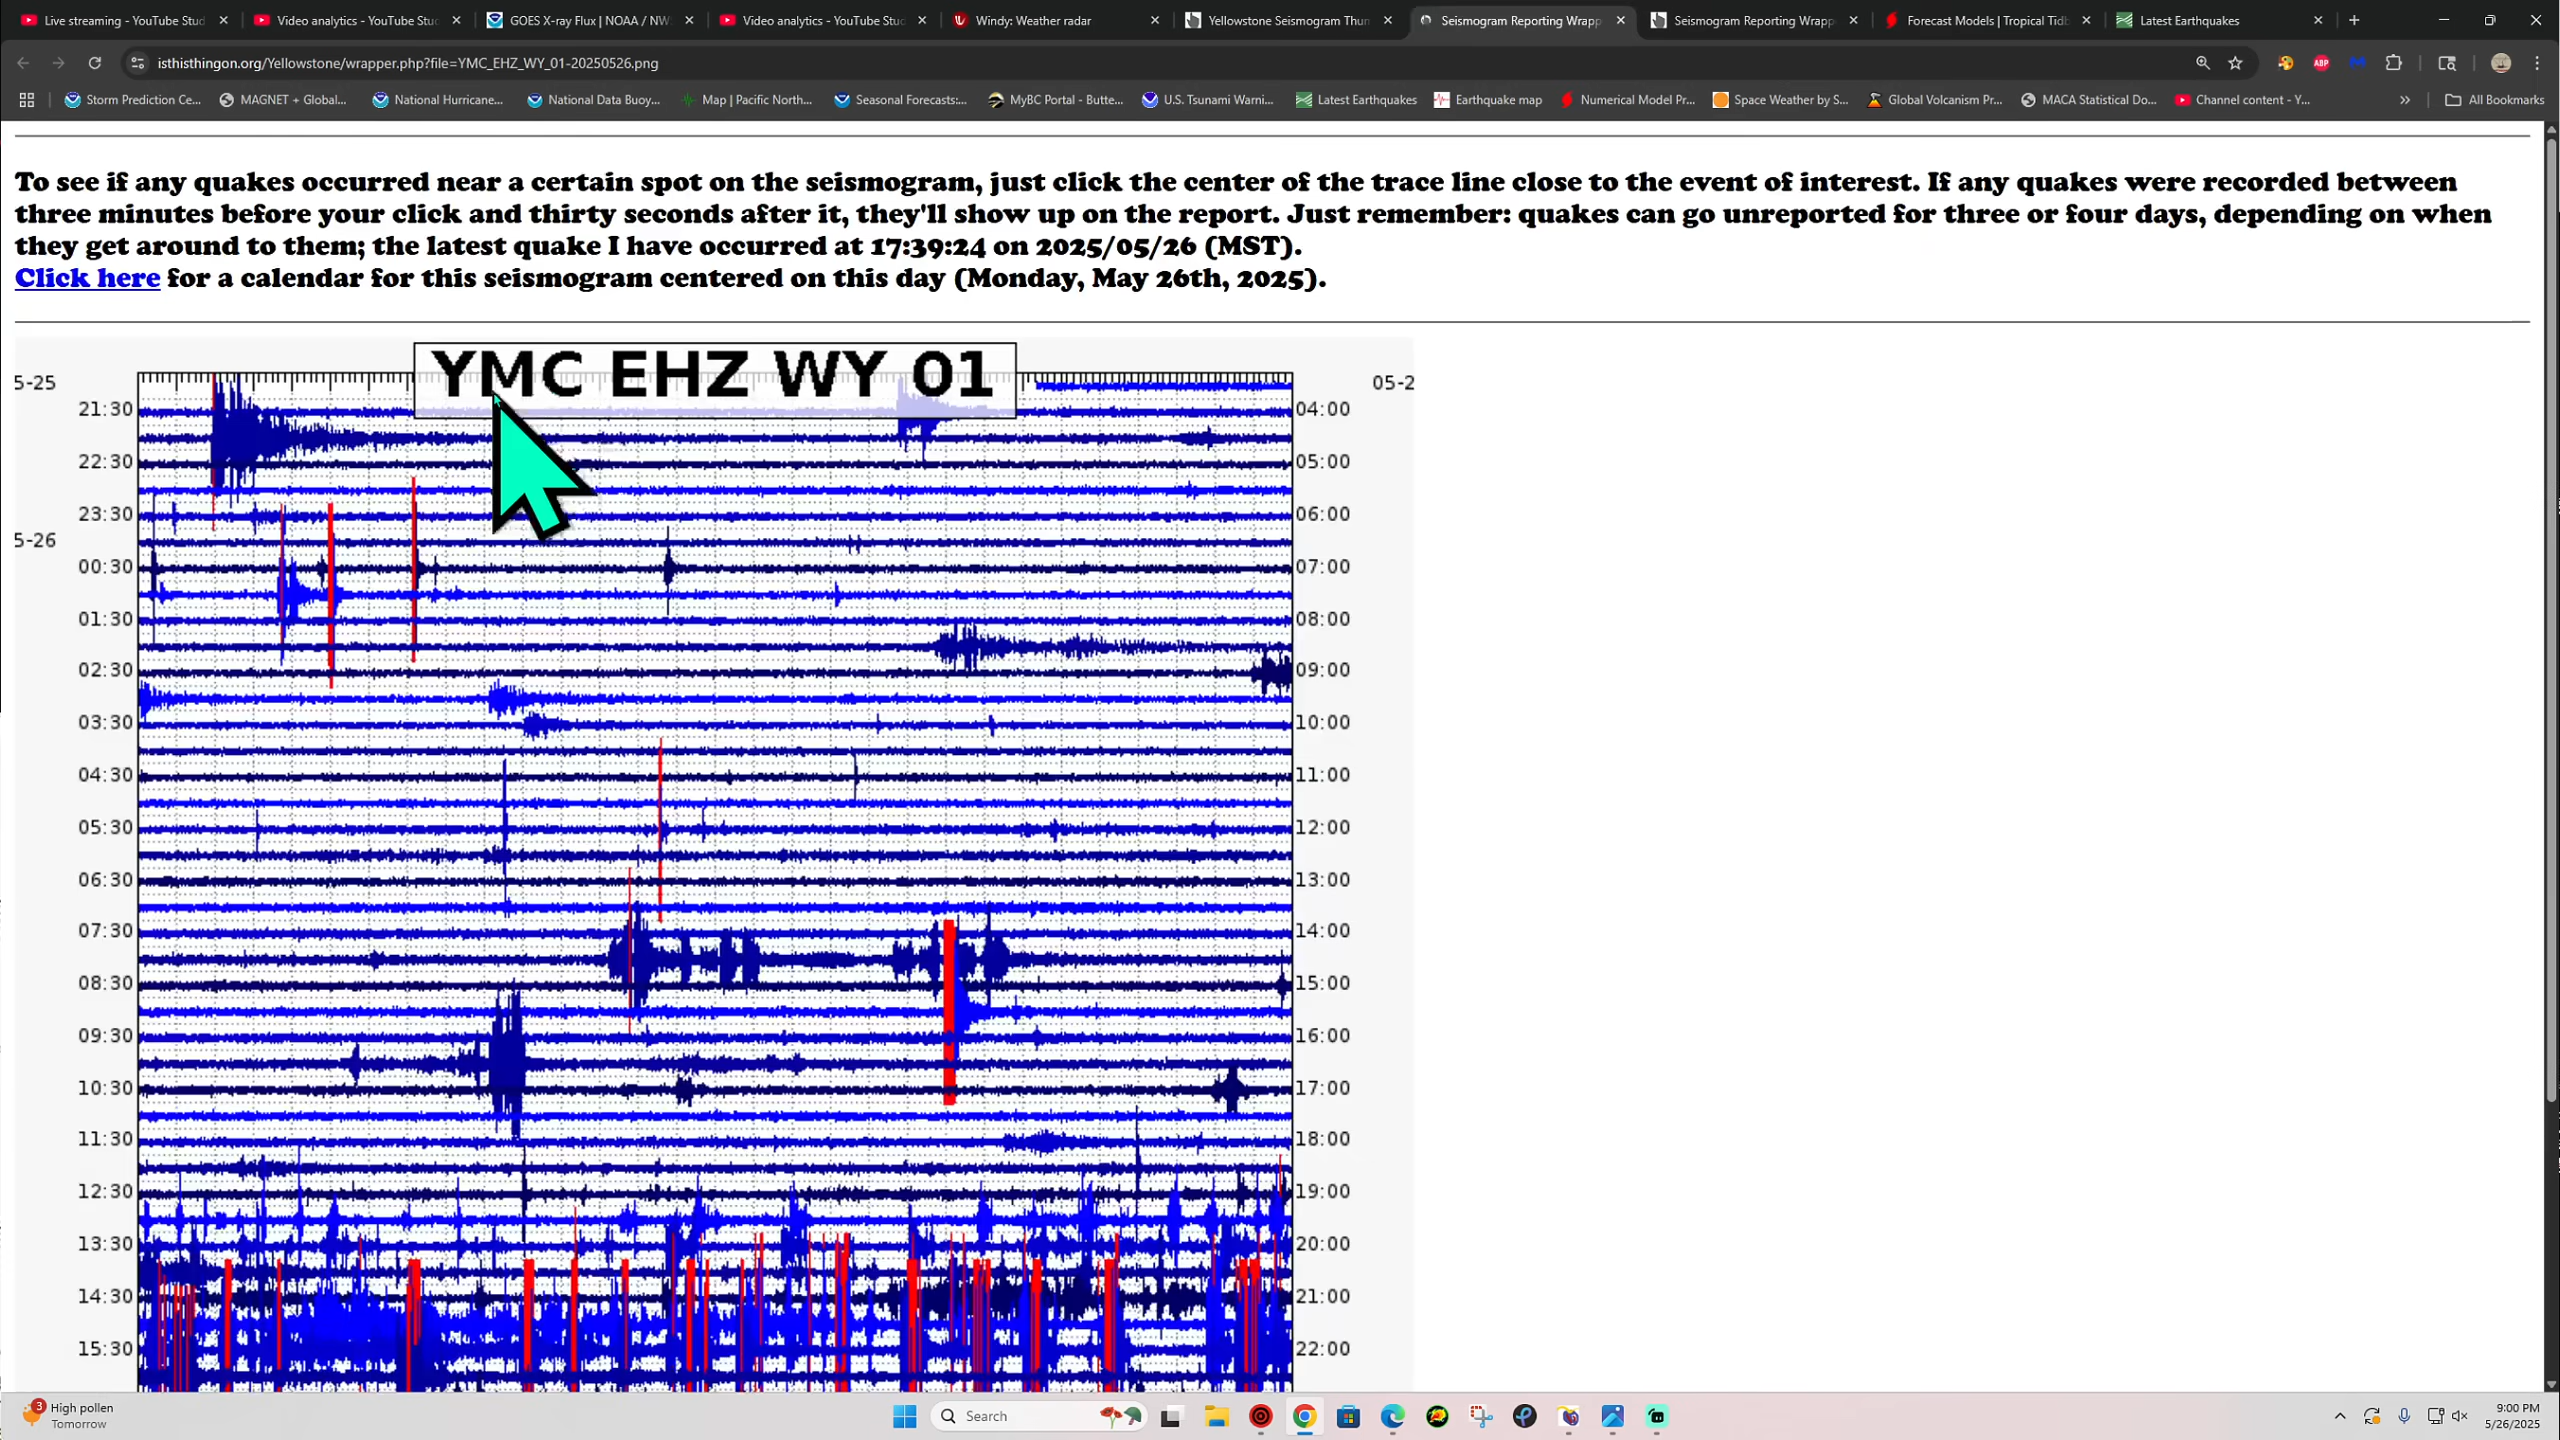 Live streaming - YouTube Stud
Video analytics - YouTube Stud
GOES X-ray Flux | NOAA / NWS
Video analytics - YouTube Stud
Windy: Weather radar
Yellowstone Seismogram Thum
Seismogram Reporting Wrapp
Seismogram Reporting Wrapp
Forecast Models | Tropical Tidb
Latest Earthquakes
isthisthingon.org/Yellowstone/wrapper.php?file=YMC_EHZ_WY_01-20250526.png
ABP
Storm Prediction Ce...
MAGNET + Global...
National Hurricane...
National Data Buoy...
Map | Pacific North...
Seasonal Forecasts:...
MyBC Portal - Butte...
U.S. Tsunami Warni...
Latest Earthquakes
Earthquake map
Numerical Model Pr...
Space Weather by S...
Global Volcanism Pr...
MACA Statistical Do...
Channel content - Y...
All Bookmarks
To see if any quakes occurred near a certain spot on the seismogram, just click the center of the trace line close to the event of interest. If any quakes were recorded between
three minutes before your click and thirty seconds after it, they'll show up on the report. Just remember: quakes can go unreported for three or four days, depending on when
they get around to them; the latest quake I have occurred at 17:39:24 on 2025/05/26 (MST).
Click here for a calendar for this seismogram centered on this day (Monday, May 26th, 2025).
YMC EHZ WY 01
5-25
05-2
21:30
04:00
22:30
05:00
23:30
06:00
5-26
00:30
07:00
01:30
08:00
02:30
09:00
03:30
10:00
04:30
11:00
05:30
12:00
06:30
13:00
07:30
14:00
08:30
15:00
09:30
16:00
10:30
17:00
11:30
18:00
12:30
19:00
13:30
20:00
14:30
21:00
15:30
22:00
3
High pollen
Tomorrow
Search
9:00 PM
5/26/2025